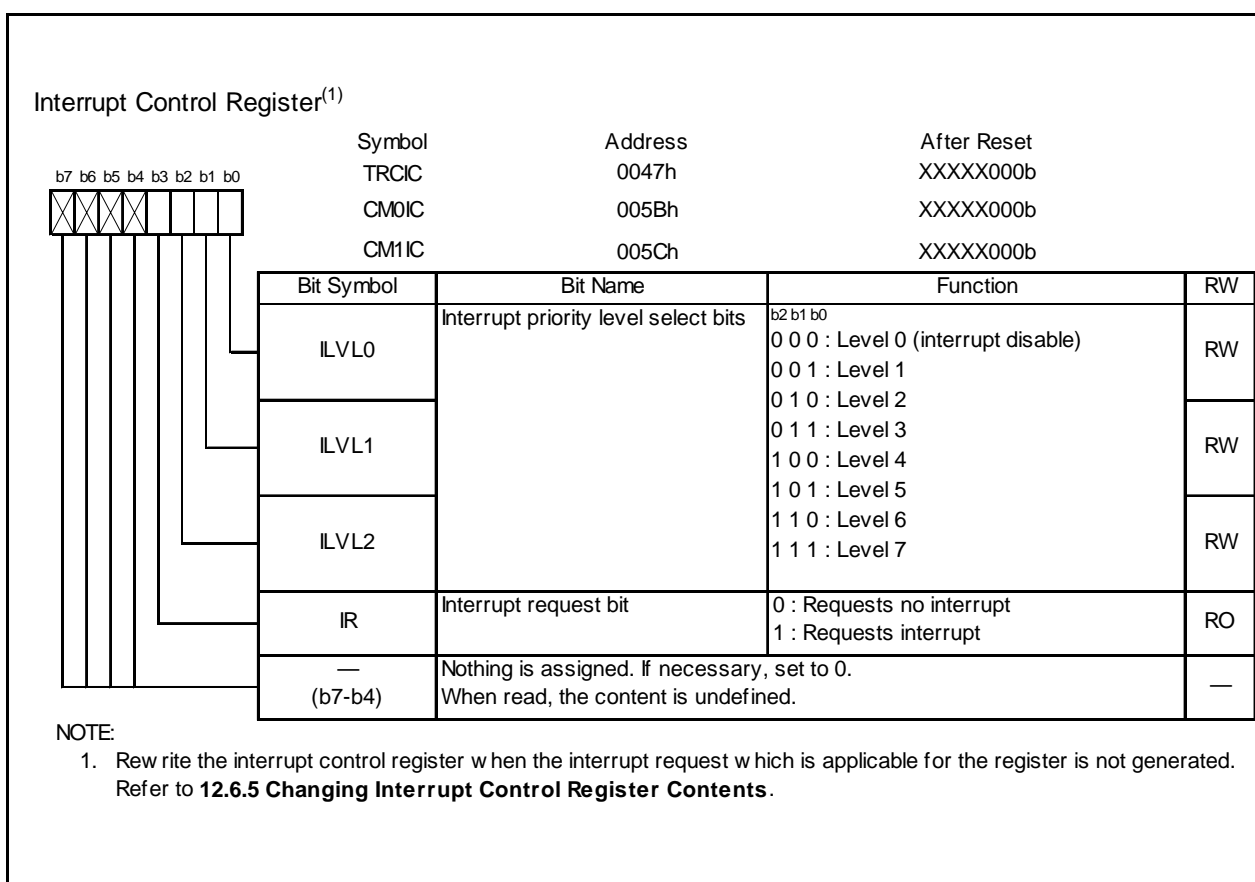 Interrupt Control Register(1)
Symbol Address After Reset
TRCIC 0047h XXXXX000b
CM0IC 005Bh XXXXX000b
CM1IC 005Ch XXXXX000b
b7 b6 b5 b4 b3 b2 b1 b0
Bit Symbol Bit Name Function RW
ILVL0 Interrupt priority level select bits b2 b1 b0
0 0 0 : Level 0 (interrupt disable) RW
0 0 1 : Level 1
0 1 0 : Level 2
ILVL1 0 1 1 : Level 3 RW
1 0 0 : Level 4
1 0 1 : Level 5
ILVL2 1 1 0 : Level 6 RW
1 1 1 : Level 7
IR Interrupt request bit 0 : Requests no interrupt RO
1 : Requests interrupt
— Nothing is assigned. If necessary, set to 0. —
(b7-b4) When read, the content is undefined.
NOTE:
1. Rewrite the interrupt control register when the interrupt request which is applicable for the register is not generated.
Refer to 12.6.5 Changing Interrupt Control Register Contents.